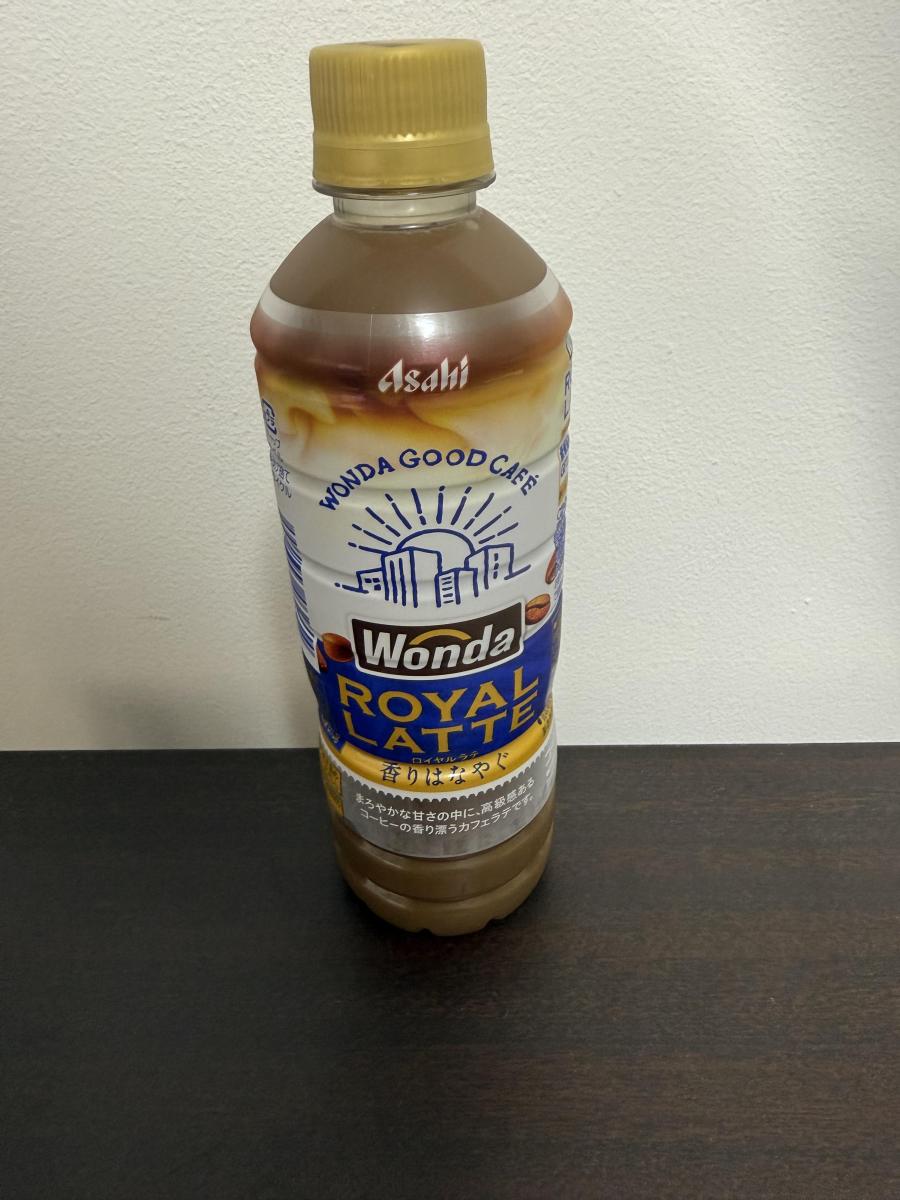 Asahi
WONDA GOOD CAFÉ
Wonda
ROYAL
LATTE
ロイヤルラテ
香りはなやぐ
まろやかな甘さの中に、高級感ある
コーヒーの香り漂うカフェラテです。